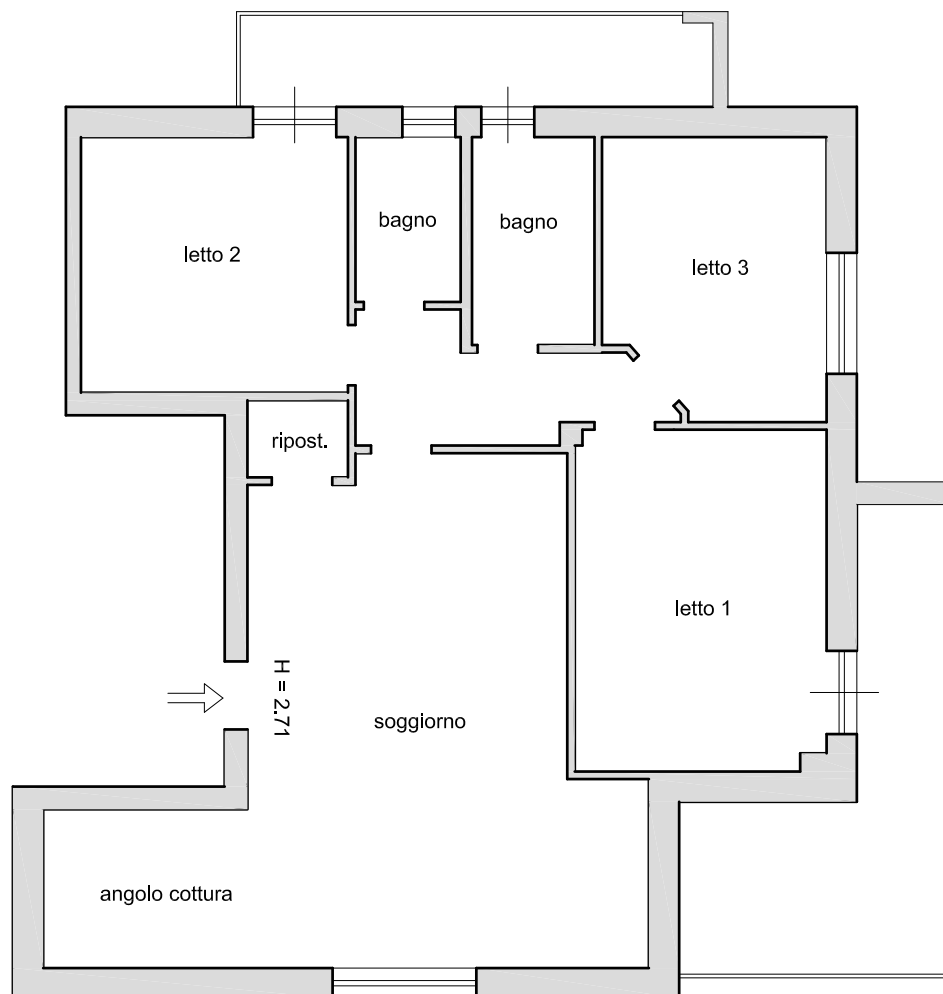 bagno
bagno
letto 2
letto 3
ripost.
letto 1
H = 2.71
soggiorno
angolo cottura